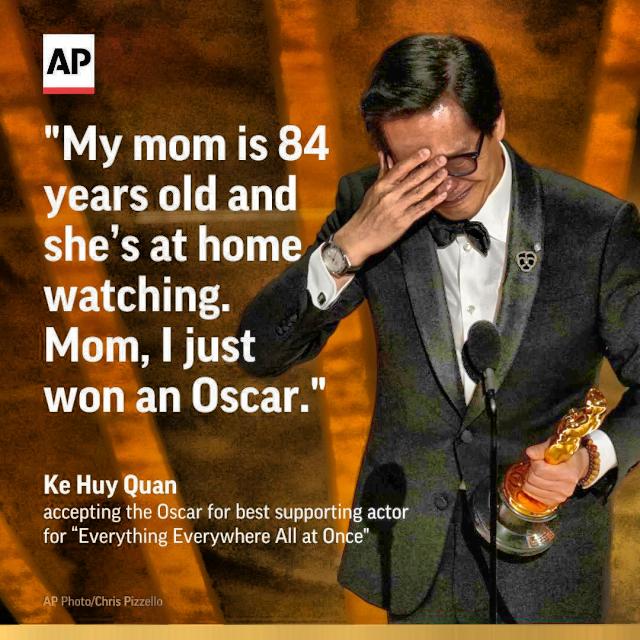 AP
"My mom is 84
years old and
she's at home
watching.
Mom, I just
won an Oscar."
Ke Huy Quan
accepting the Oscar for best supporting actor
for “Everything Everywhere All at Once"
AP Photo/Chris Pizzello